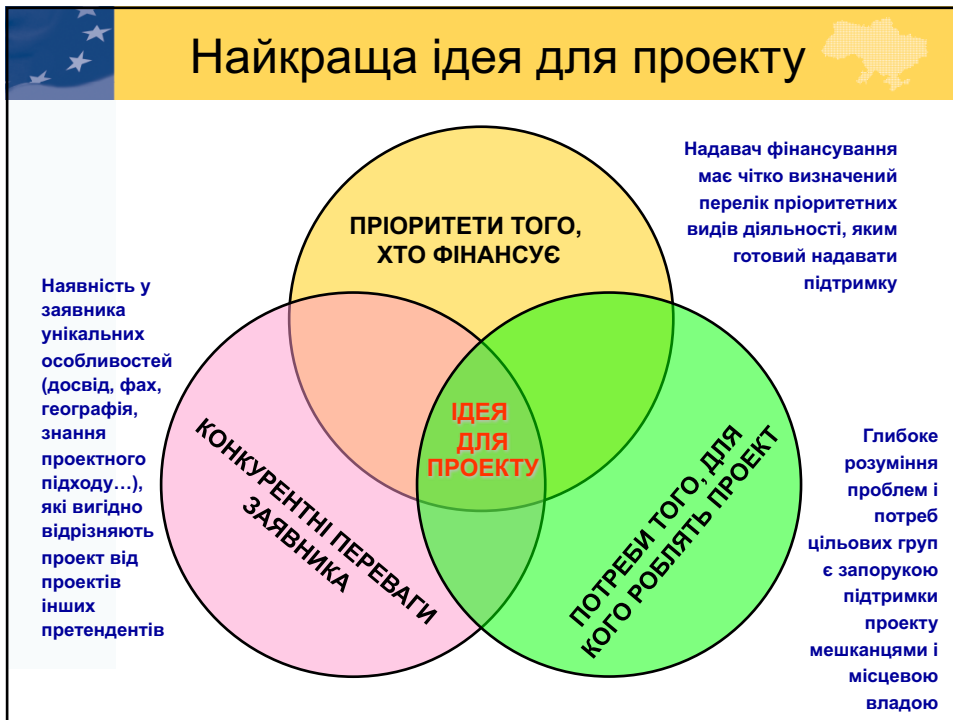 Найкраща ідея для проекту
Надавач фінансування
має чітко визначений
перелік пріоритетних
видів діяльності, яким
готовий надавати
підтримку
ПРІОРИТЕТИ ТОГО,
ХТО ФІНАНСУЄ
Наявність у
заявника
унікальних
особливостей
(досвід, фах,
географія,
знання
проектного
підходу…),
які вигідно
відрізняють
проект від
проектів
інших
претендентів
КОНКУРЕНТНІ ПЕРЕВАГИ
ЗАЯВНИКА
ІДЕЯ
ДЛЯ
ПРОЕКТУ
ПОТРЕБИ ТОГО, ДЛЯ
КОГО РОБЛЯТЬ ПРОЕКТ
Глибоке
розуміння
проблем і
потреб
цільових груп
є запорукою
підтримки
проекту
мешканцями і
місцевою
владою